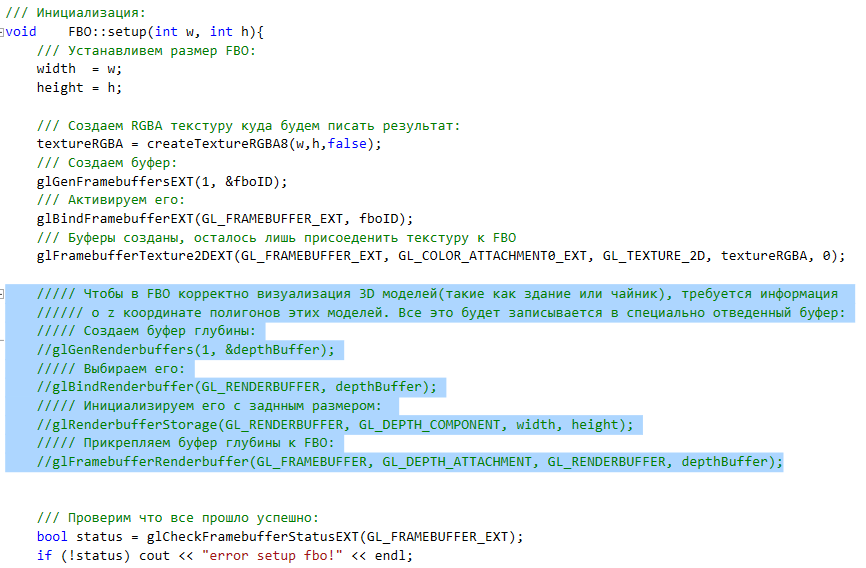 /// Инициализация:
void    FBO::setup(int w, int h){
    /// Устанавливем размер FBO:
    width  = w;
    height = h;

    /// Создаем RGBA текстуру куда будем писать результат:
    textureRGBA = createTextureRGBA8(w,h,false);
    /// Создаем буфер:
    glGenFramebuffersEXT(1, &fboID);
    /// Активируем его:
    glBindFramebufferEXT(GL_FRAMEBUFFER_EXT, fboID);
    /// Буферы созданы, осталось лишь присоеденить текстуру к FBO
    glFramebufferTexture2DEXT(GL_FRAMEBUFFER_EXT, GL_COLOR_ATTACHMENT0_EXT, GL_TEXTURE_2D, textureRGBA, 0);

    ///// Чтобы в FBO корректно визуализация 3D моделей(такие как здание или чайник), требуется информация
    ////// о z координате полигонов этих моделей. Все это будет записывается в специально отведенный буфер:
    ///// Создаем буфер глубины:
    //glGenRenderbuffers(1, &depthBuffer);
    ///// Выбираем его:
    //glBindRenderbuffer(GL_RENDERBUFFER, depthBuffer);
    ///// Инициализируем его с заднным размером:
    //glRenderbufferStorage(GL_RENDERBUFFER, GL_DEPTH_COMPONENT, width, height);
    ///// Прикрепляем буфер глубины к FBO:
    //glFramebufferRenderbuffer(GL_FRAMEBUFFER, GL_DEPTH_ATTACHMENT, GL_RENDERBUFFER, depthBuffer);

    /// Проверим что все прошло успешно:
    bool status = glCheckFramebufferStatusEXT(GL_FRAMEBUFFER_EXT);
    if (!status) cout << "error setup fbo!" << endl;